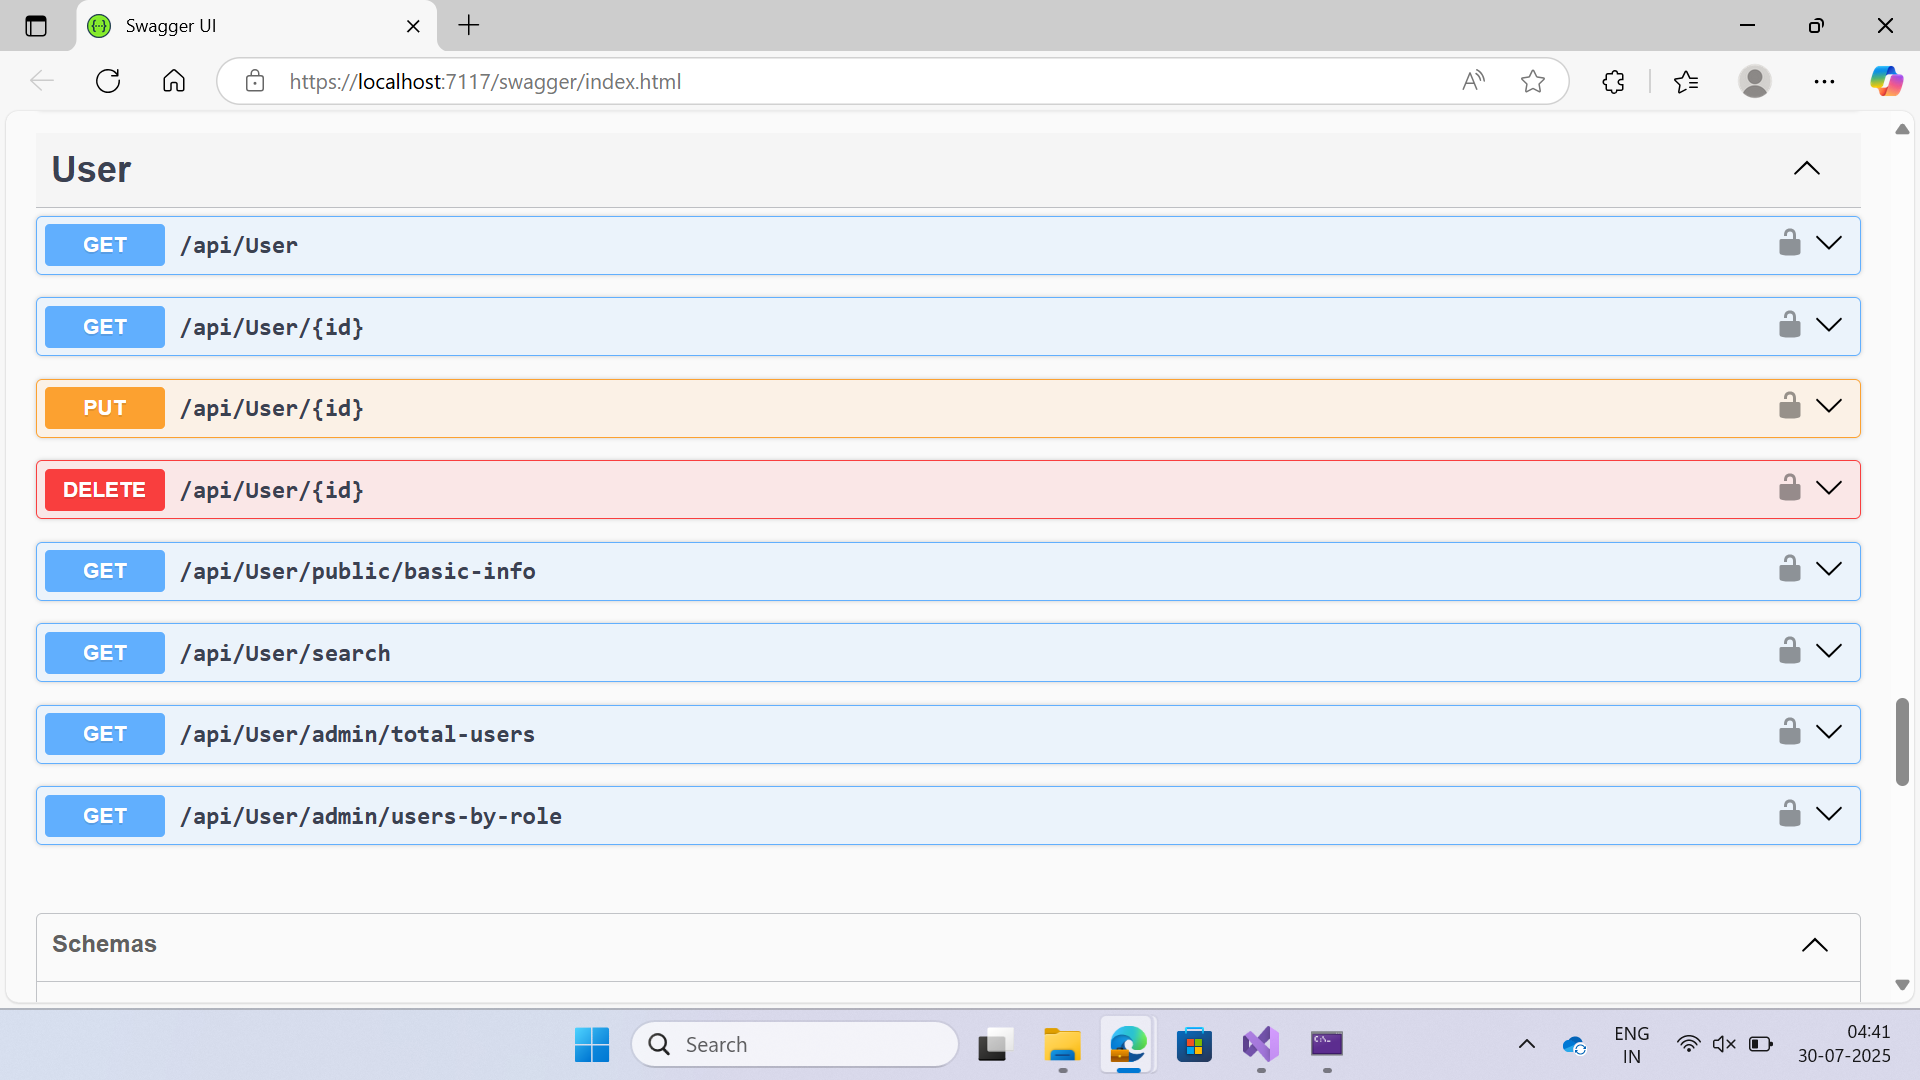 Swagger UI
https://localhost:7117/swagger/index.html
User
GET /api/User
GET /api/User/{id}
PUT /api/User/{id}
DELETE /api/User/{id}
GET /api/User/public/basic-info
GET /api/User/search
GET /api/User/admin/total-users
GET /api/User/admin/users-by-role
Schemas
Search
ENG
IN
04:41
30-07-2025